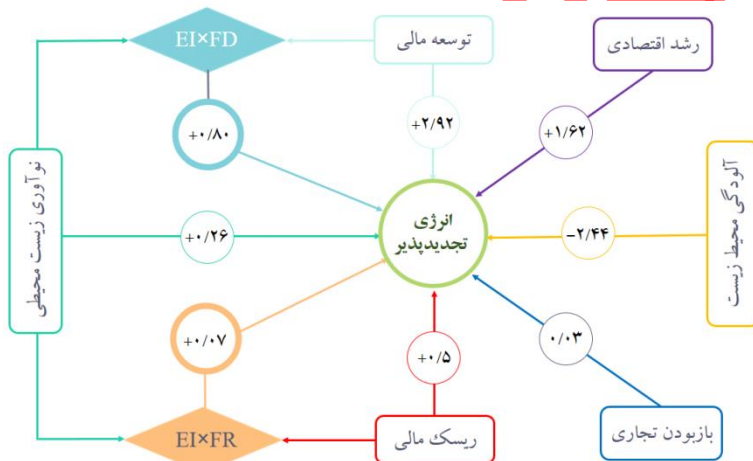 EI×FD
توسعه مالی
رشد اقتصادی
+۰/۸۰
+۲/۹۲
+۱/۶۲
نوآوری زیست محیطی
+۰/۲۶
انرژی
تجدیدپذیر
-۲/۴۴
آلودگی محیط زیست
+۰/۰۷
+۰/۵
۰/۰۳
EI×FR
ریسک مالی
بازبودن تجاری